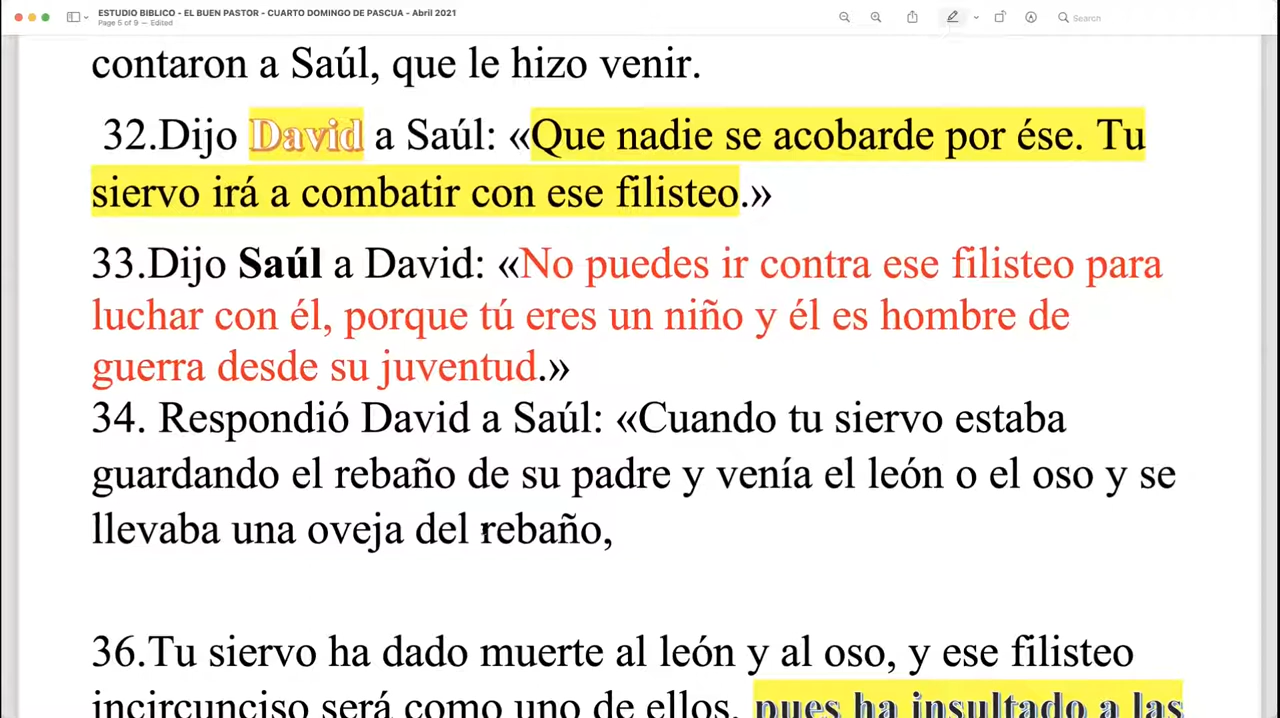 ESTUDIO BIBLICO - EL BUEN PASTOR - CUARTO DOMINGO DE PASCUA - Abril 2021
Page 5 of 9 — Edited
Search
contaron a Saúl, que le hizo venir.
32.Dijo David a Saúl: «Que nadie se acobarde por ése. Tu
siervo irá a combatir con ese filisteo.»
33.Dijo Saúl a David: «No puedes ir contra ese filisteo para
luchar con él, porque tú eres un niño y él es hombre de
guerra desde su juventud.»
34. Respondió David a Saúl: «Cuando tu siervo estaba
guardando el rebaño de su padre y venía el león o el oso y se
llevaba una oveja del rebaño,
36.Tu siervo ha dado muerte al león y al oso, y ese filisteo
incircunciso será como uno de ellos, pues ha insultado a las